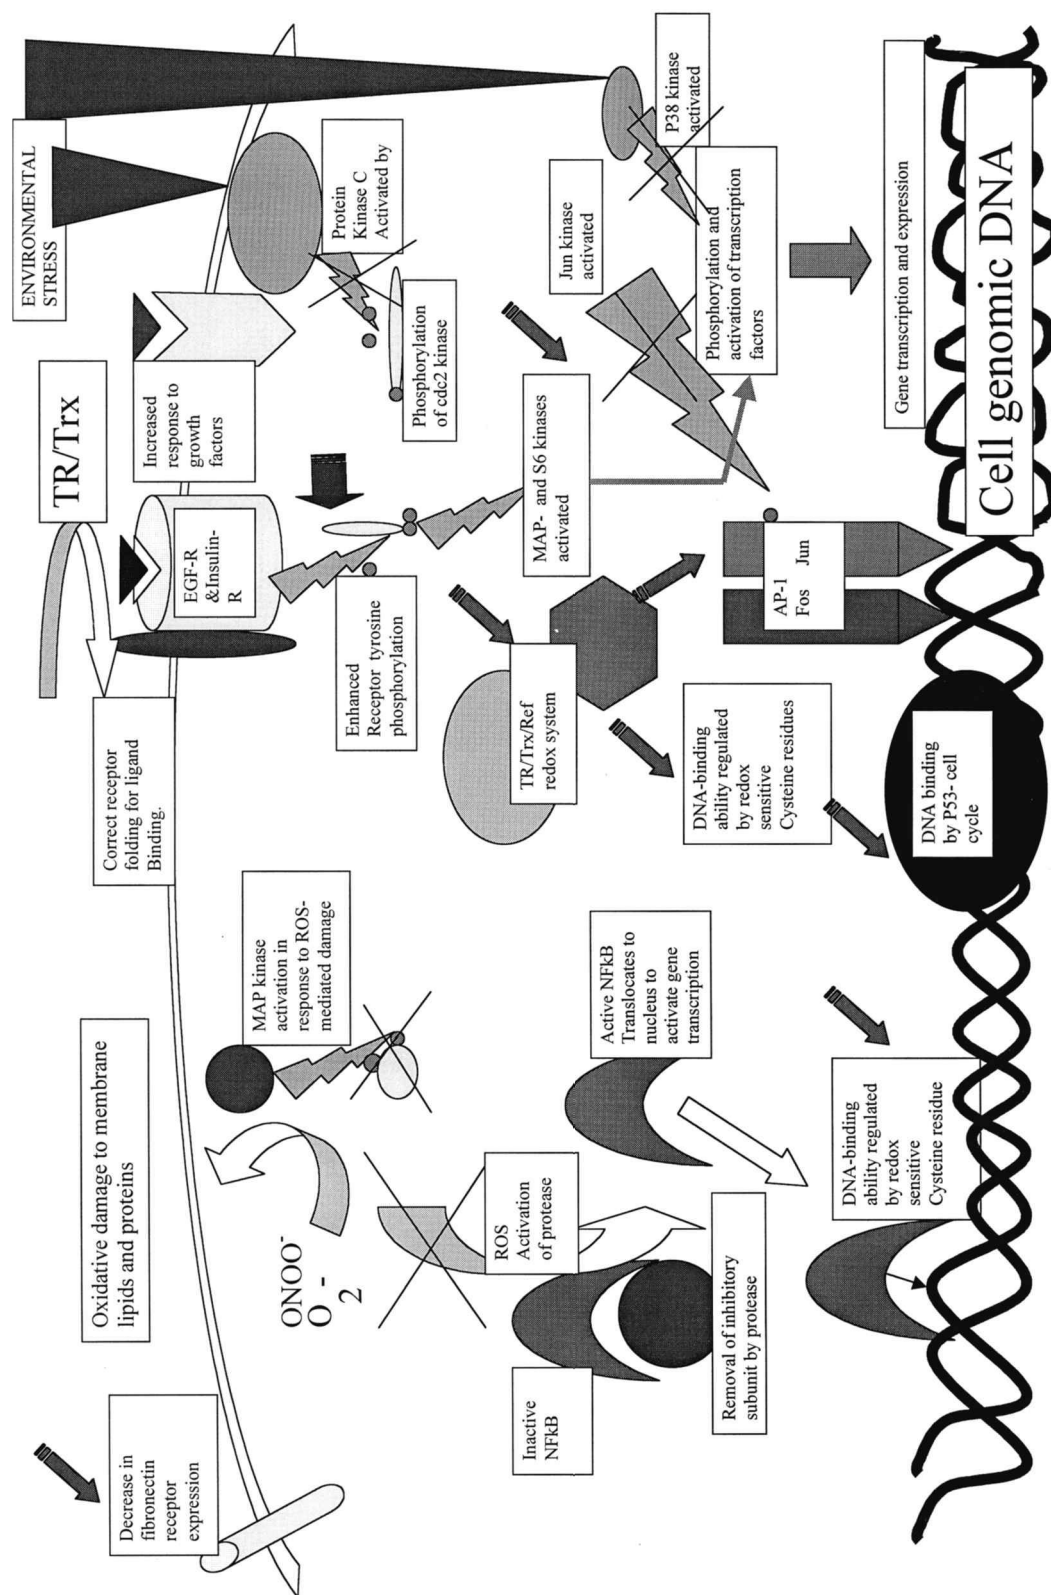 Decrease in
fibronectin
receptor
expression
Oxidative damage to membrane
lipids and proteins
Correct receptor
folding for ligand
Binding.
TR/Trx
EGF-R
&Insulin-
R
Increased
response to
growth
factors
ENVIRONMENTAL
STRESS
Protein
Kinase C
Activated by
Phosphorylation
of cdc2 kinase
MAP kinase
activation in
response to ROS-
mediated damage
ONOO-
O2-
Enhanced
Receptor tyrosine
phosphorylation
MAP- and S6 kinases
activated
Jun kinase
activated
P38 kinase
activated
Phosphorylation and
activation of transcription
factors
ROS
Activation
of protease
Inactive
NFkB
Removal of inhibitory
subunit by protease
Active NFkB
Translocates to
nucleus to
activate gene
transcription
TR/Trx/Ref
redox system
DNA-binding
ability regulated
by redox
sensitive
Cysteine residues
AP-1
Fos Jun
Gene transcription and expression
DNA-binding
ability regulated
by redox
sensitive
Cysteine residue
DNA binding
by P53- cell
cycle
Cell genomic DNA